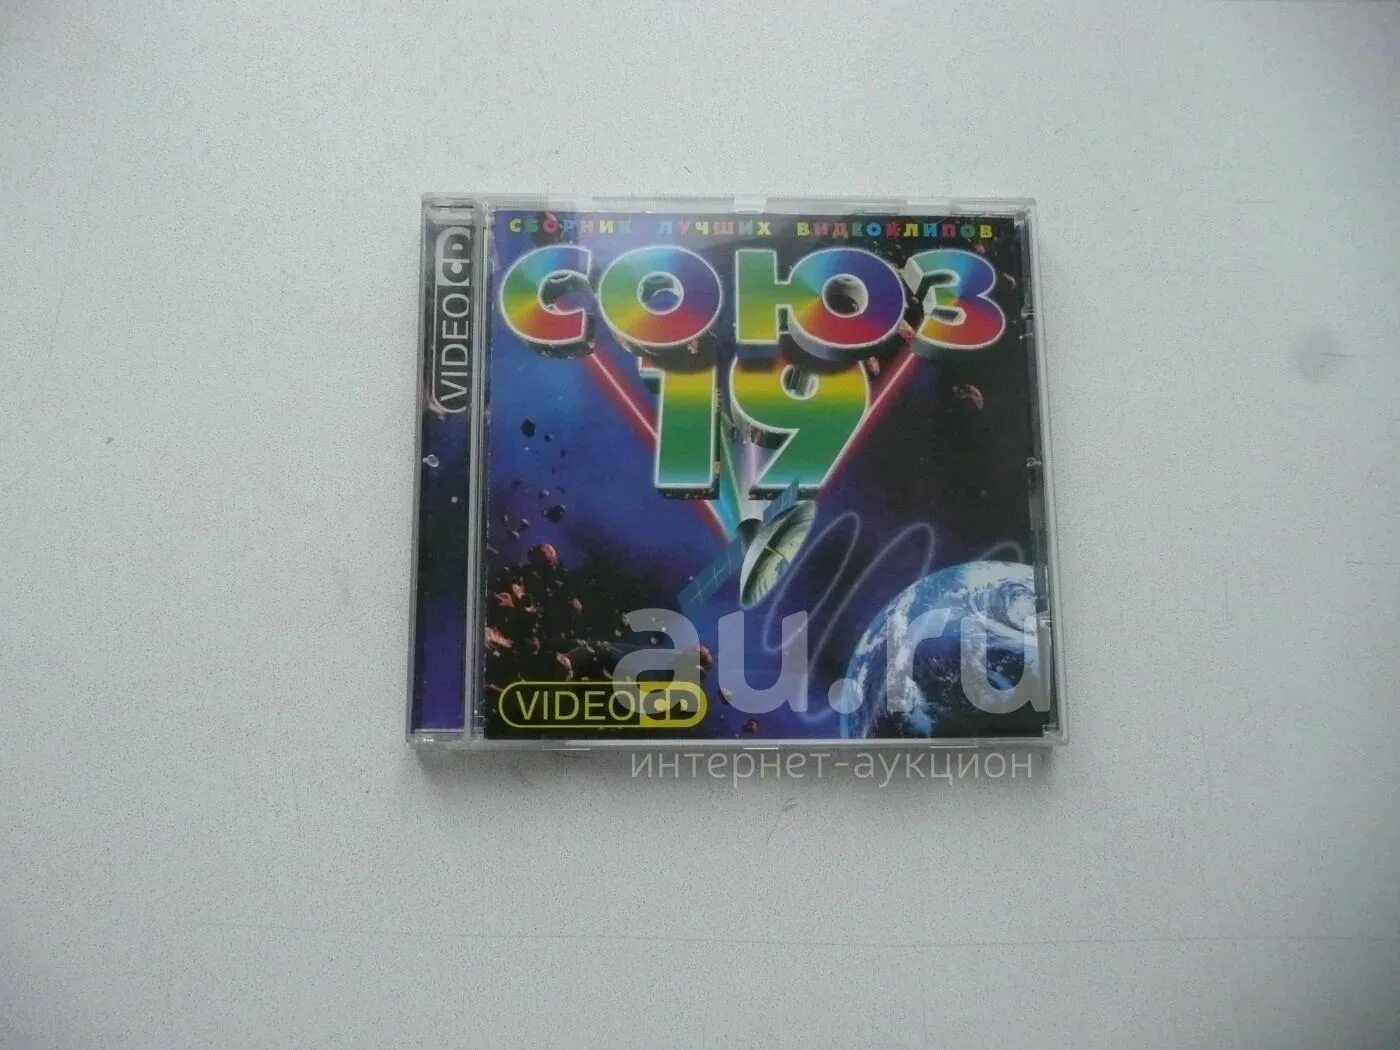 СБОРНИК ЛУЧШИХ ВИДЕОКЛИПОВ
СОЮЗ
19
VIDEO CD
VIDEO CD
au.ru
интернет-аукцион